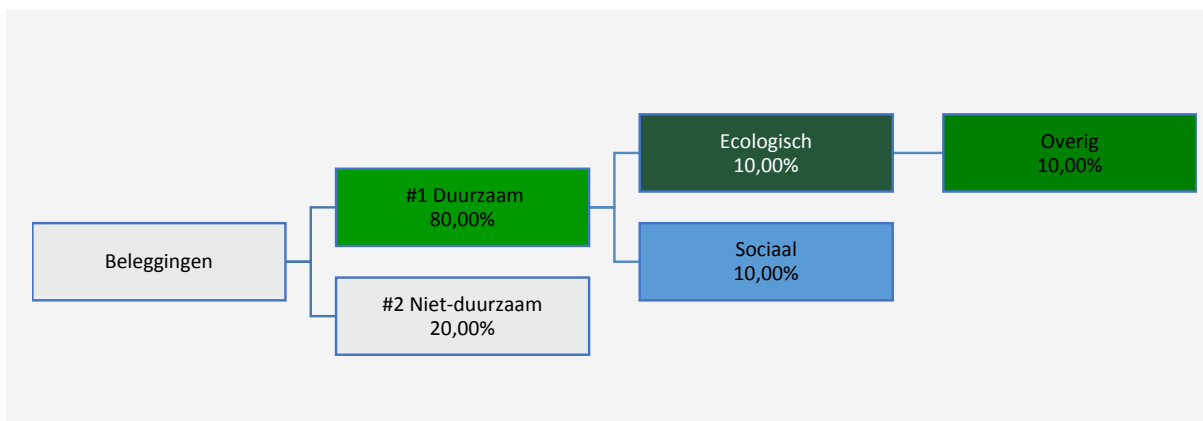 Beleggingen
#1 Duurzaam
80,00%
#2 Niet-duurzaam
20,00%
Ecologisch
10,00%
Sociaal
10,00%
Overig
10,00%